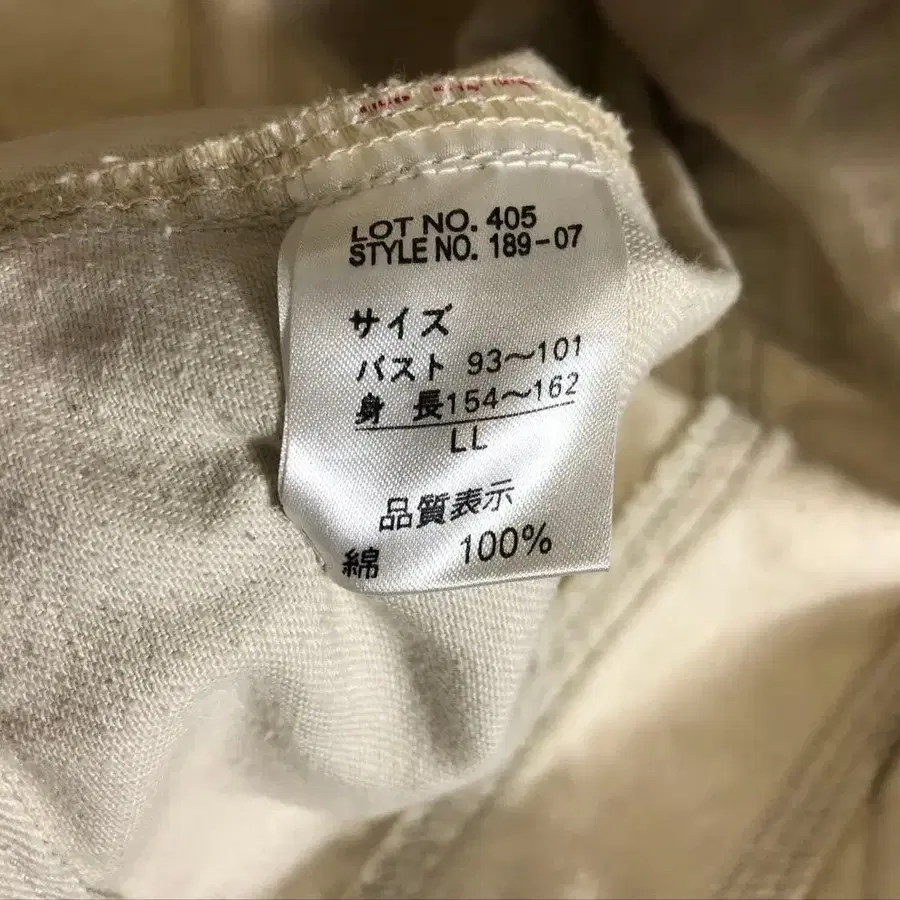 LOT NO. 405
STYLE NO. 189-07
サイズ
バスト 93〜101
身 長154〜162
LL
品質表示
綿 100%